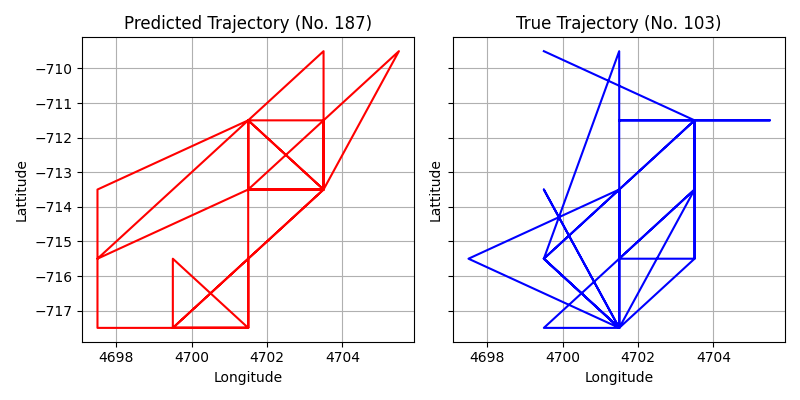 Predicted Trajectory (No. 187)
True Trajectory (No. 103)
−710
−711
−712
−713
−714
−715
−716
−717
Lattitude
Lattitude
4698 4700 4702 4704
4698 4700 4702 4704
Longitude
Longitude